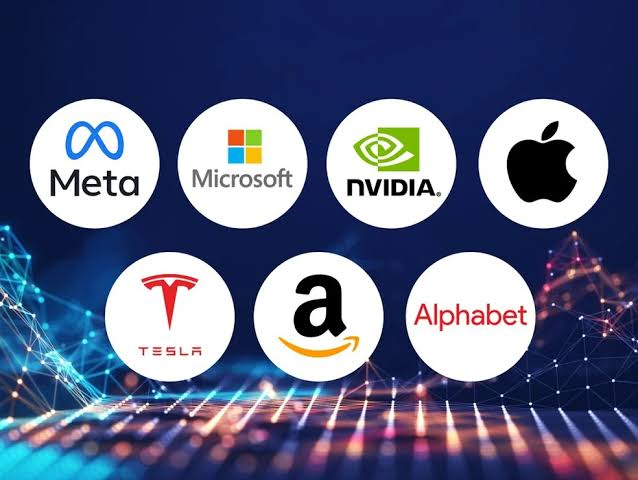 Meta
Microsoft
NVIDIA.
TESLA
a
Alphabet